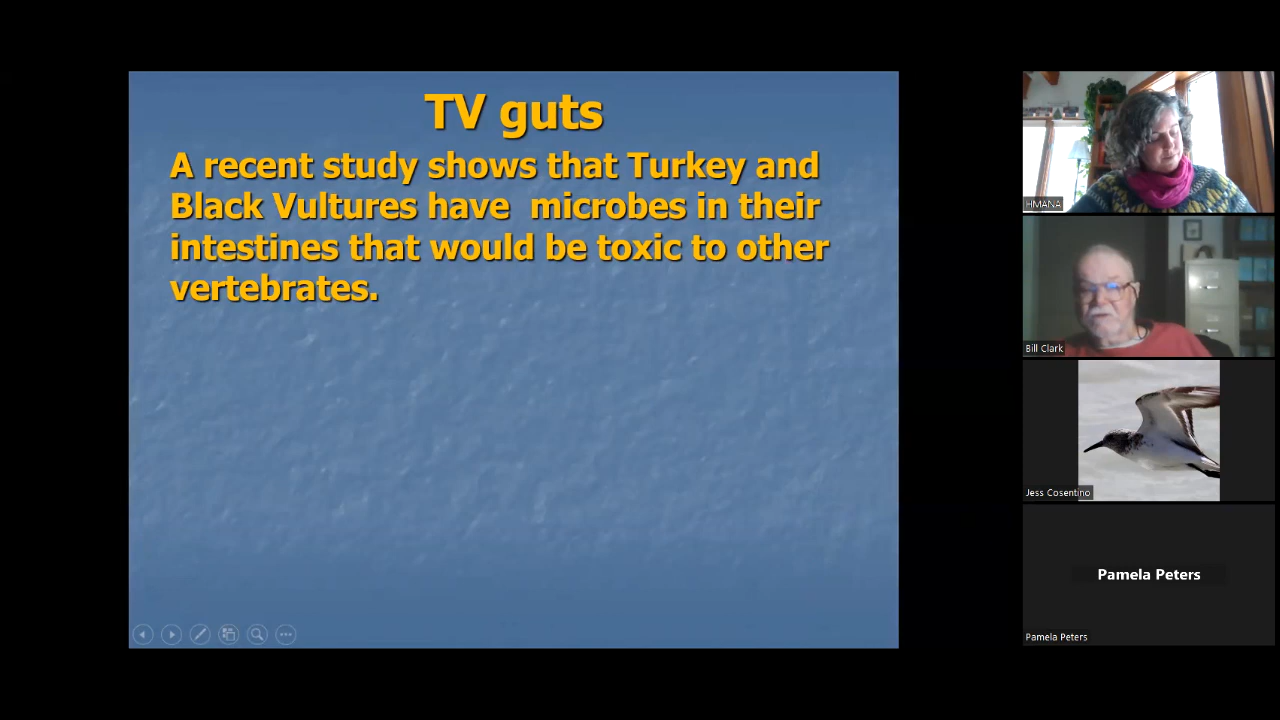 TV guts
A recent study shows that Turkey and
Black Vultures have  microbes in their
intestines that would be toxic to other
vertebrates.
HMANA
Bill Clark
Jess Cosentino
Pamela Peters
Pamela Peters